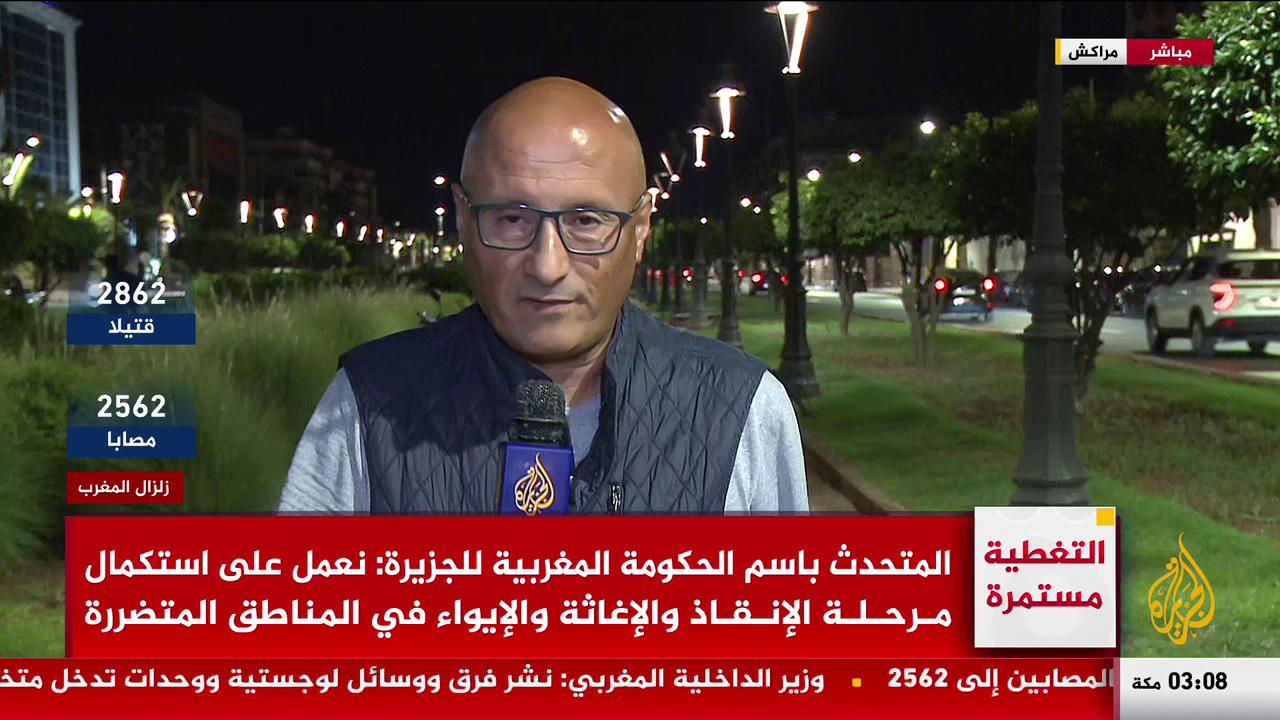 مباشر
مراكش
2862
قتيلا
2562
مصابا
زلزال المغرب
التغطية
مستمرة
المتحدث باسم الحكومة المغربية للجزيرة: نعمل على استكمال
مرحلة الإنقاذ والإغاثة والإيواء في المناطق المتضررة
الجزيرة
الجزيرة
المصابين إلى 2562 ▪ وزير الداخلية المغربي: نشر فرق ووسائل لوجستية ووحدات تدخل
03:08 مكة